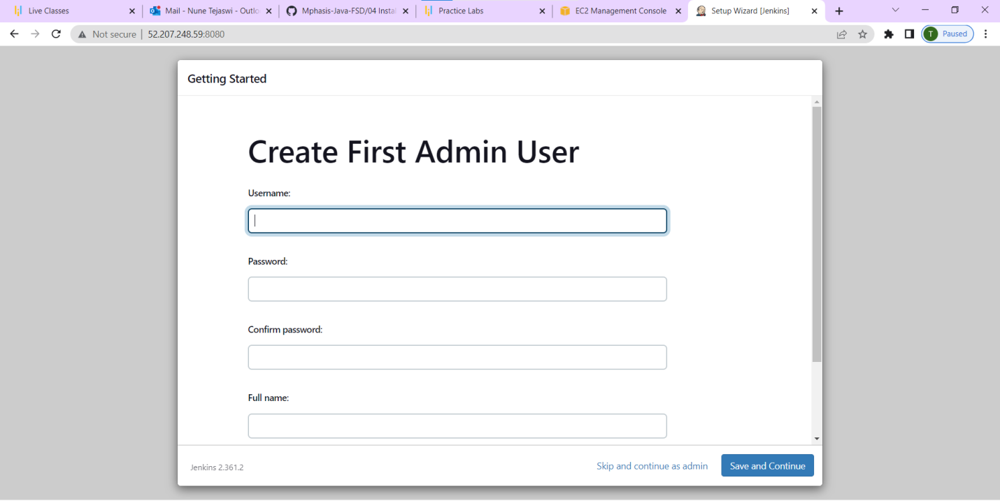 Live Classes
Mail - Nune Tejaswi - Outlo
Mphasis-Java-FSD/04 Instal
Practice Labs
EC2 Management Console
Setup Wizard [Jenkins]
Not secure
52.207.248.59:8080
T
Paused
Getting Started
Create First Admin User
Username:
Password:
Confirm password:
Full name:
Jenkins 2.361.2
Skip and continue as admin
Save and Continue